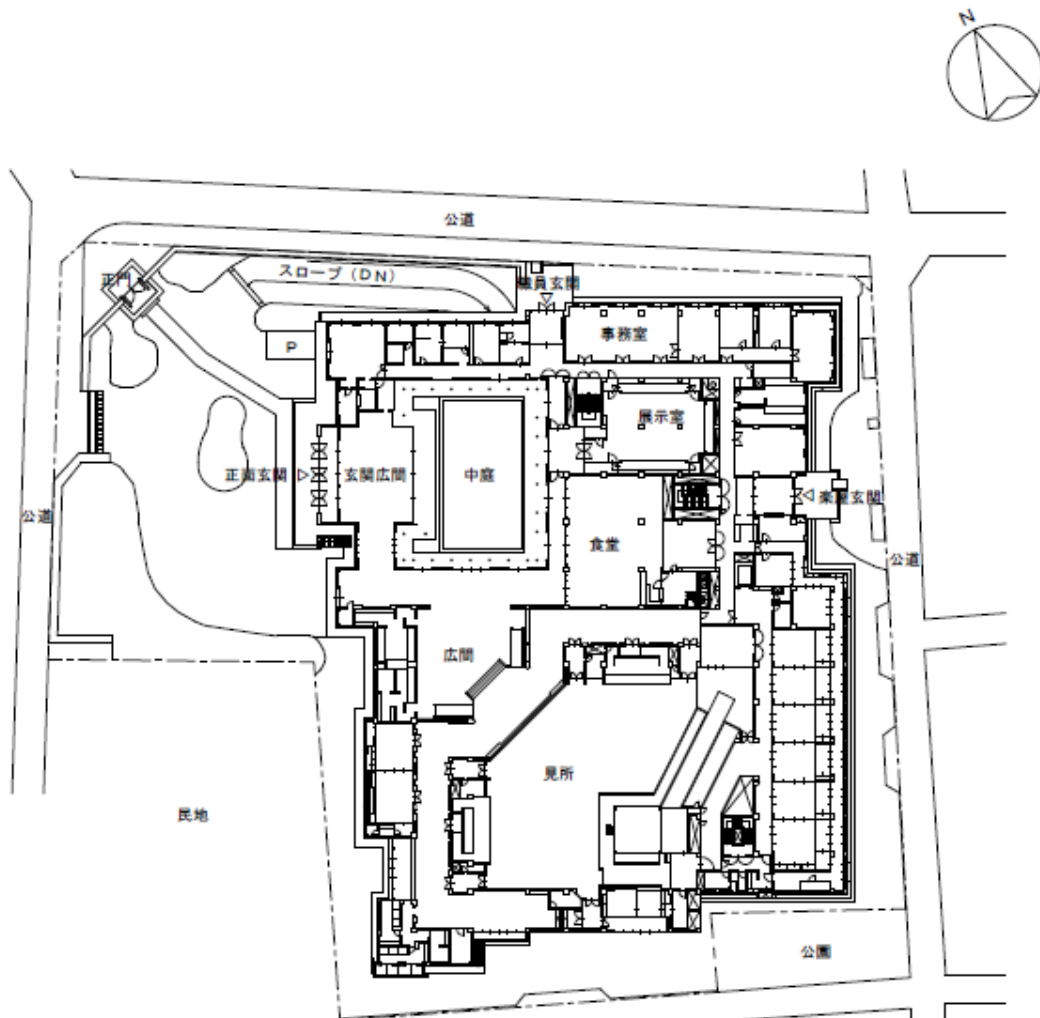 N
公道
正門
スロープ（DN）
職員玄関
事務室
P
展示室
正面玄関
玄関広間
中庭
楽屋玄関
公道
食堂
公道
広間
見所
民地
公園